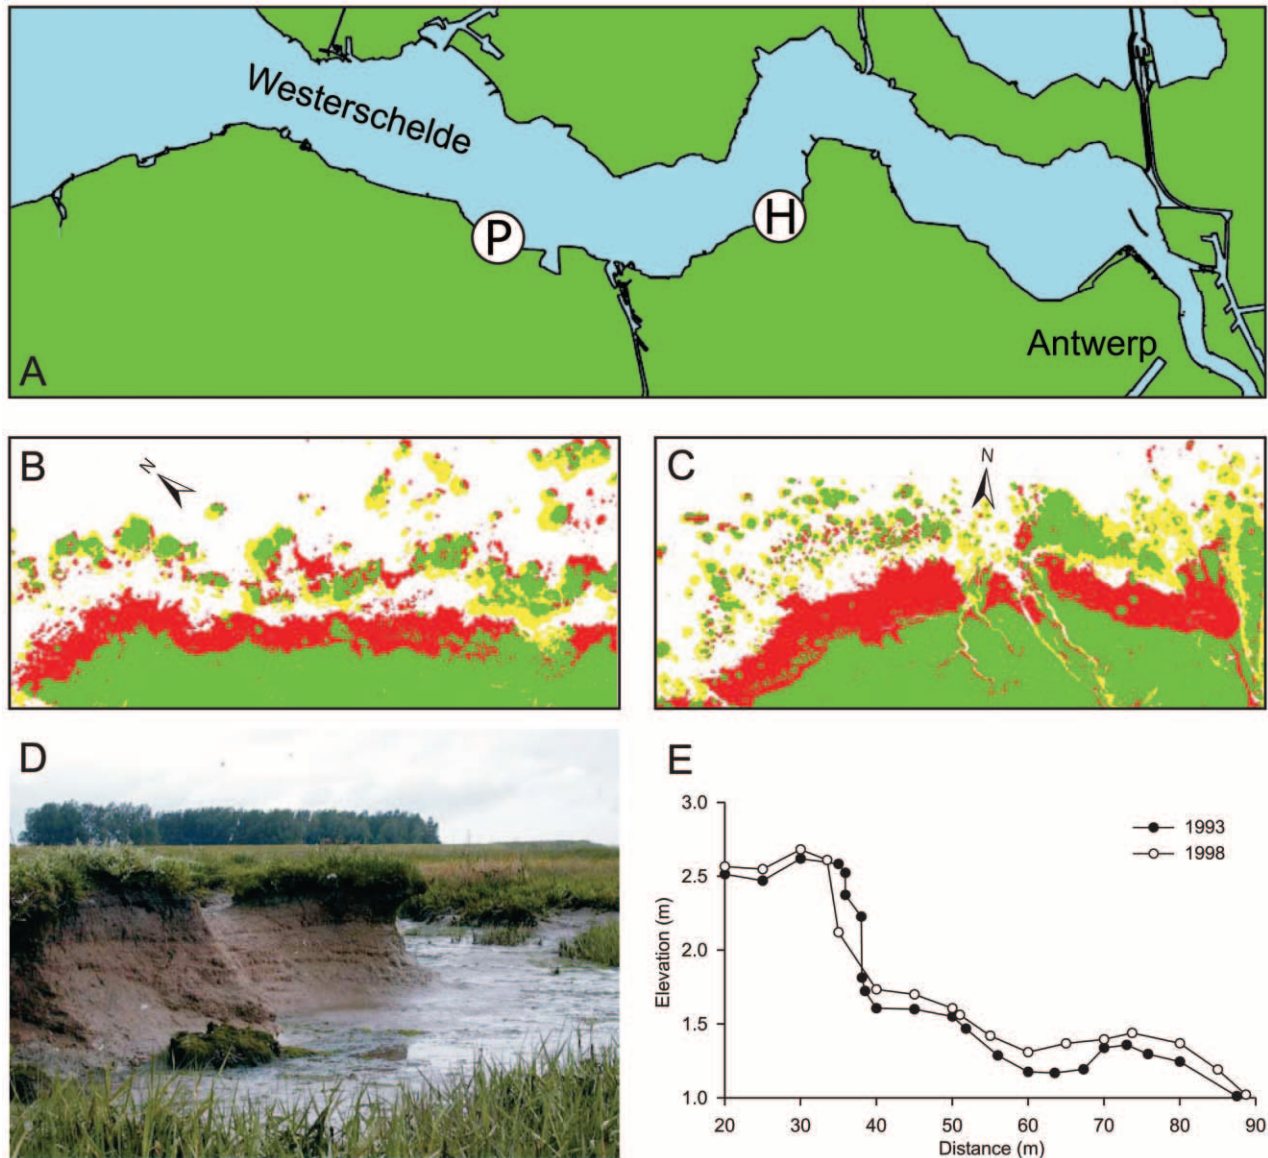 Westerschelde
P
H
Antwerp
A
B
N
C
N
D
E
3.0
2.5
2.0
1.5
1.0
Elevation (m)
1993
1998
20 30 40 50 60 70 80 90
Distance (m)